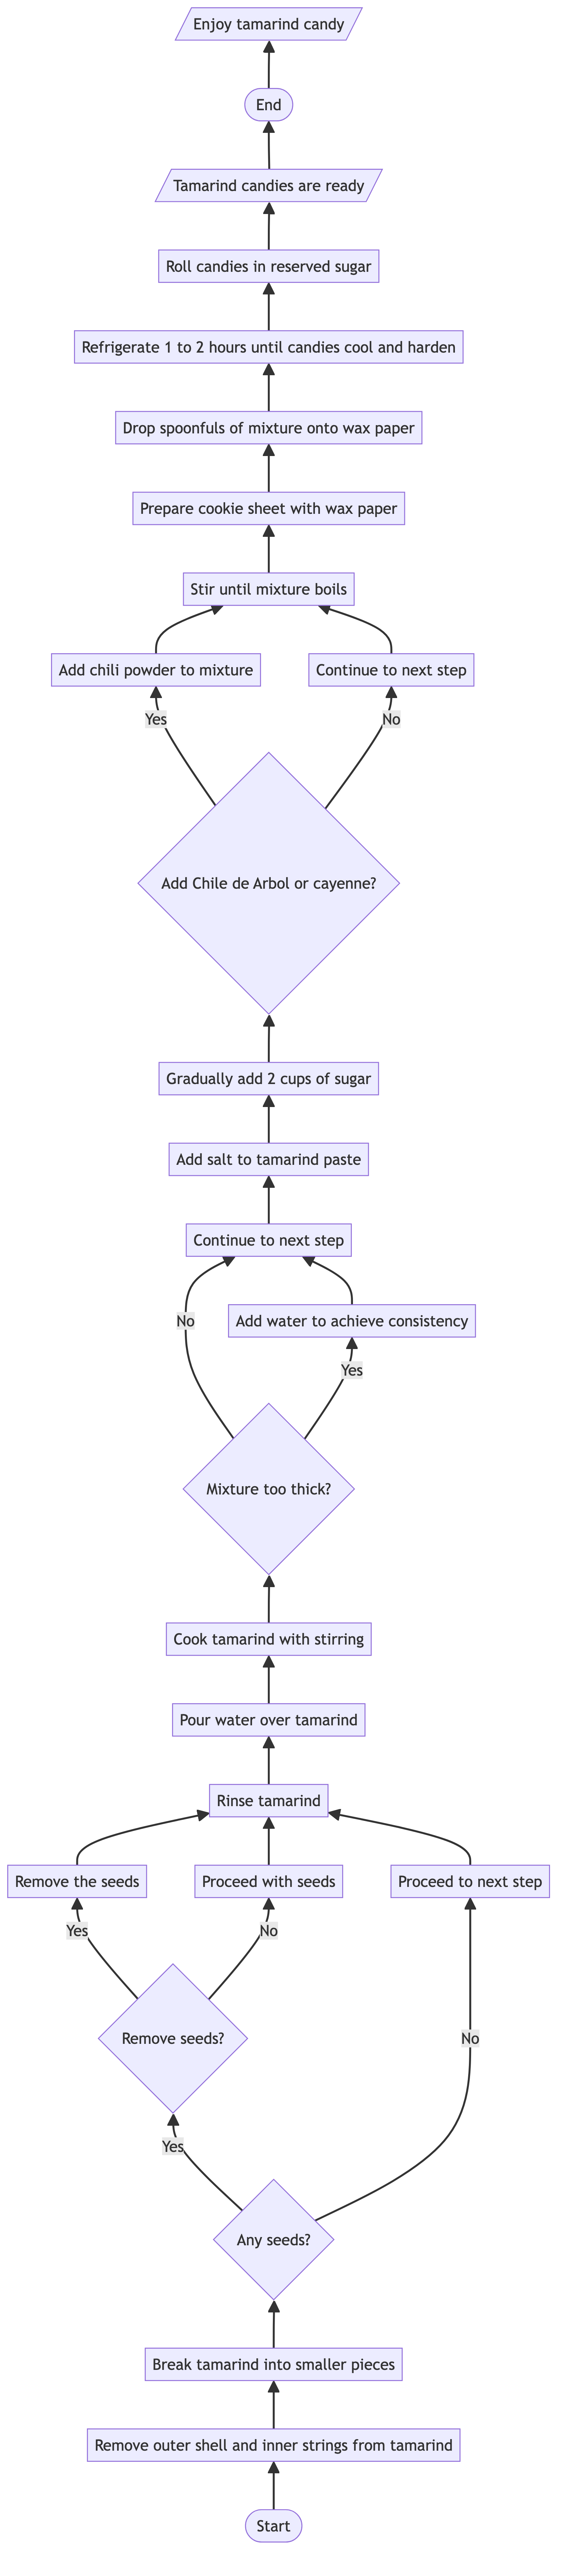 Enjoy tamarind candy
End
Tamarind candies are ready
Roll candies in reserved sugar
Refrigerate 1 to 2 hours until candies cool and harden
Drop spoonfuls of mixture onto wax paper
Prepare cookie sheet with wax paper
Stir until mixture boils
Add chili powder to mixture
Continue to next step
Yes
No
Add Chile de Arbol or cayenne?
Gradually add 2 cups of sugar
Add salt to tamarind paste
Continue to next step
No
Add water to achieve consistency
Yes
Mixture too thick?
Cook tamarind with stirring
Pour water over tamarind
Rinse tamarind
Remove the seeds
Proceed with seeds
Proceed to next step
Yes
No
Remove seeds?
No
Yes
Any seeds?
Break tamarind into smaller pieces
Remove outer shell and inner strings from tamarind
Start